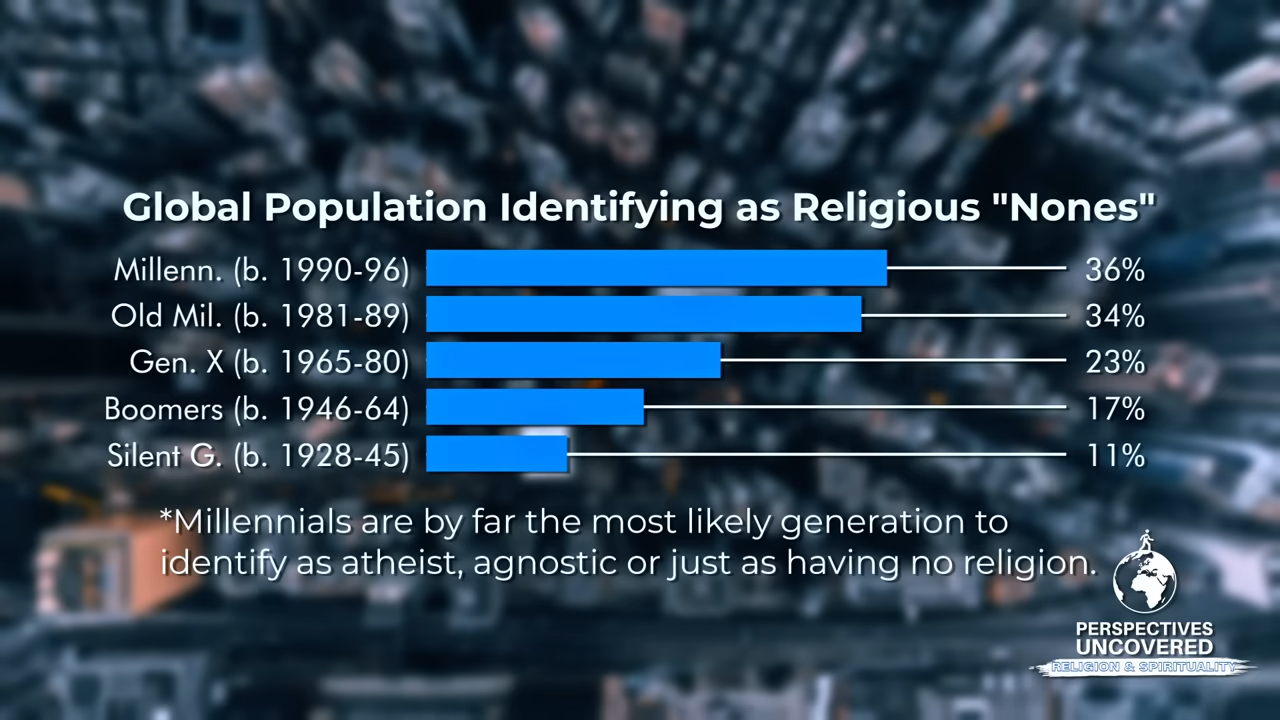 Global Population Identifying as Religious "Nones"
Millenn. (b. 1990-96) 36%
Old Mil. (b. 1981-89) 34%
Gen. X (b. 1965-80) 23%
Boomers (b. 1946-64) 17%
Silent G. (b. 1928-45) 11%
*Millennials are by far the most likely generation to
identify as atheist, agnostic or just as having no religion.
PERSPECTIVES
UNCOVERED
RELIGION & SPIRITUALITY